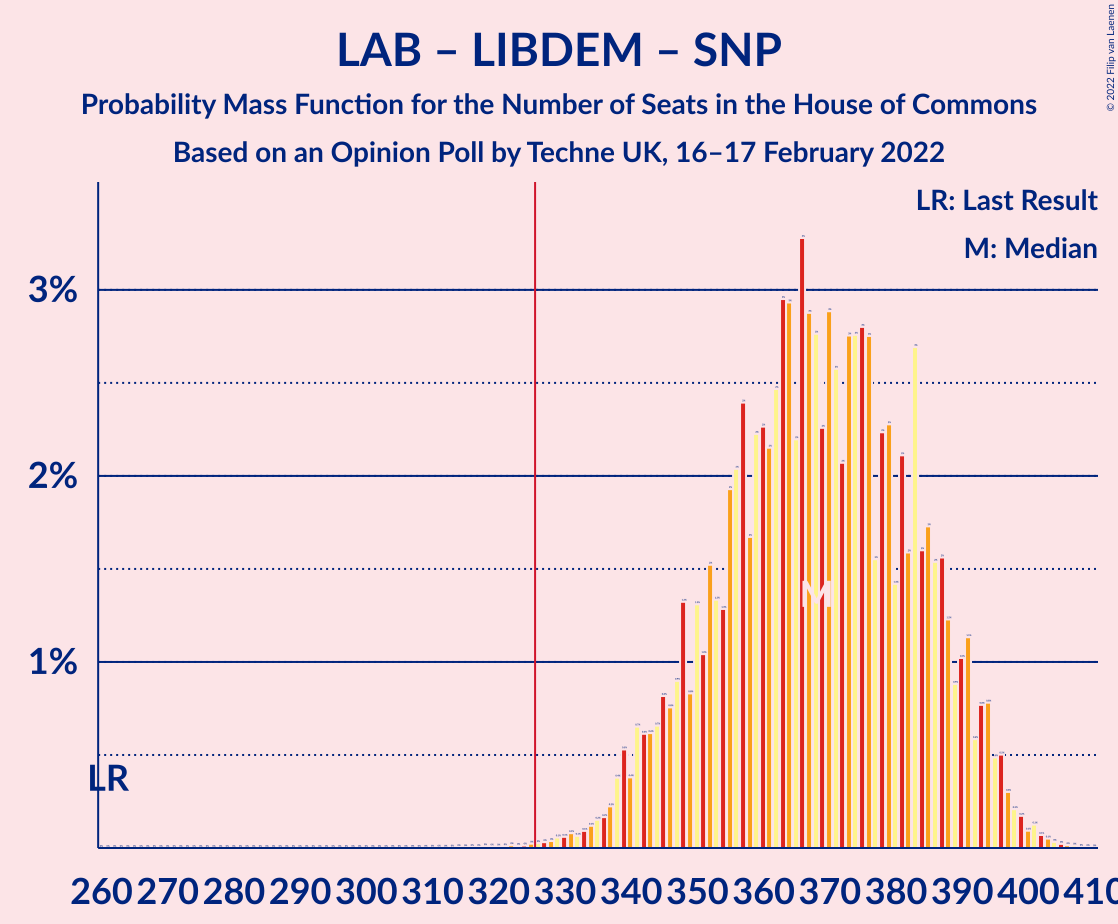 LAB – LIBDEM – SNP
Probability Mass Function for the Number of Seats in the House of Commons
Based on an Opinion Poll by Techne UK, 16–17 February 2022
© 2022 Filip van Laenen
LR: Last Result
M: Median
3%
2%
1%
M
LR
260 270 280 290 300 310 320 330 340 350 360 370 380 390 400 410